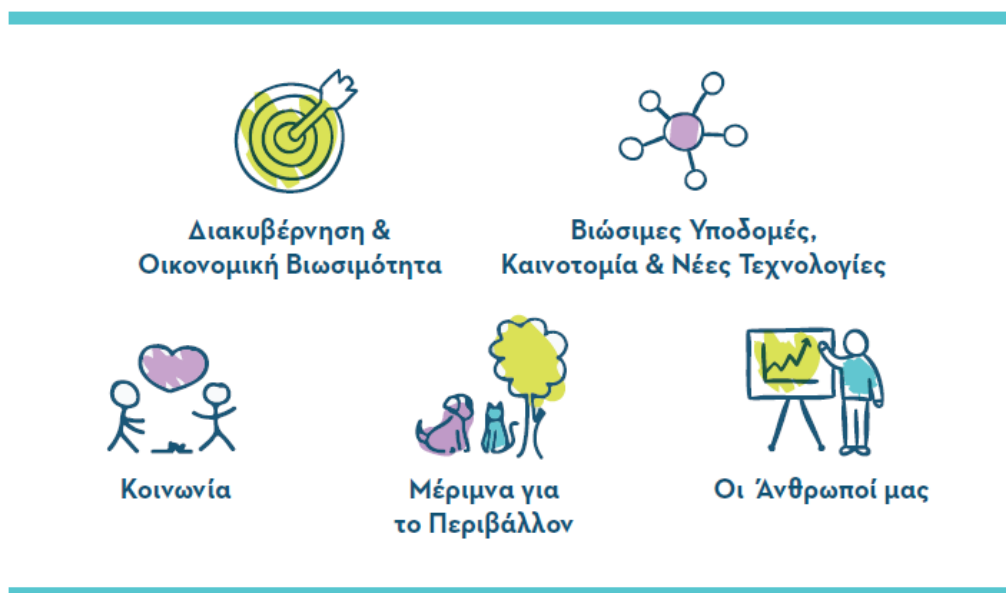 Διακυβέρνηση &
Οικονομική Βιωσιμότητα
Βιώσιμες Υποδομές,
Καινοτομία & Νέες Τεχνολογίες
Κοινωνία
Μέριμνα για
το Περιβάλλον
Οι Άνθρωποί μας